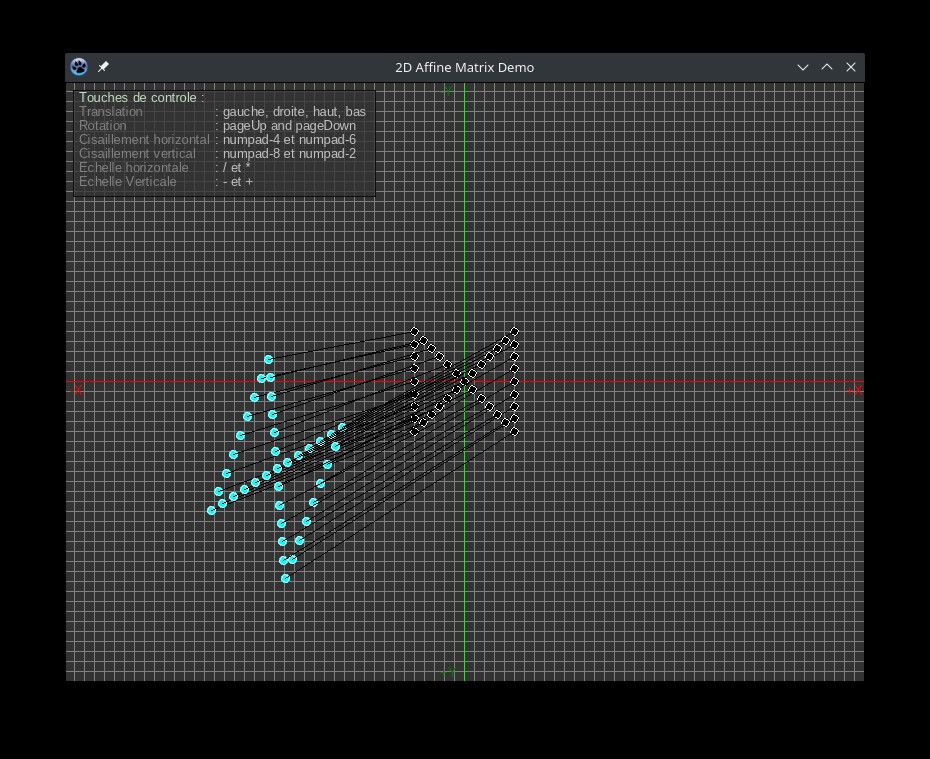 2D Affine Matrix Demo
Touches de controle :
Translation : gauche, droite, haut, bas
Rotation : pageUp and pageDown
Cisaillement horizontal : numpad-4 et numpad-6
Cisaillement vertical : numpad-8 et numpad-2
Echelle horizontale : / et *
Echelle Verticale : - et +